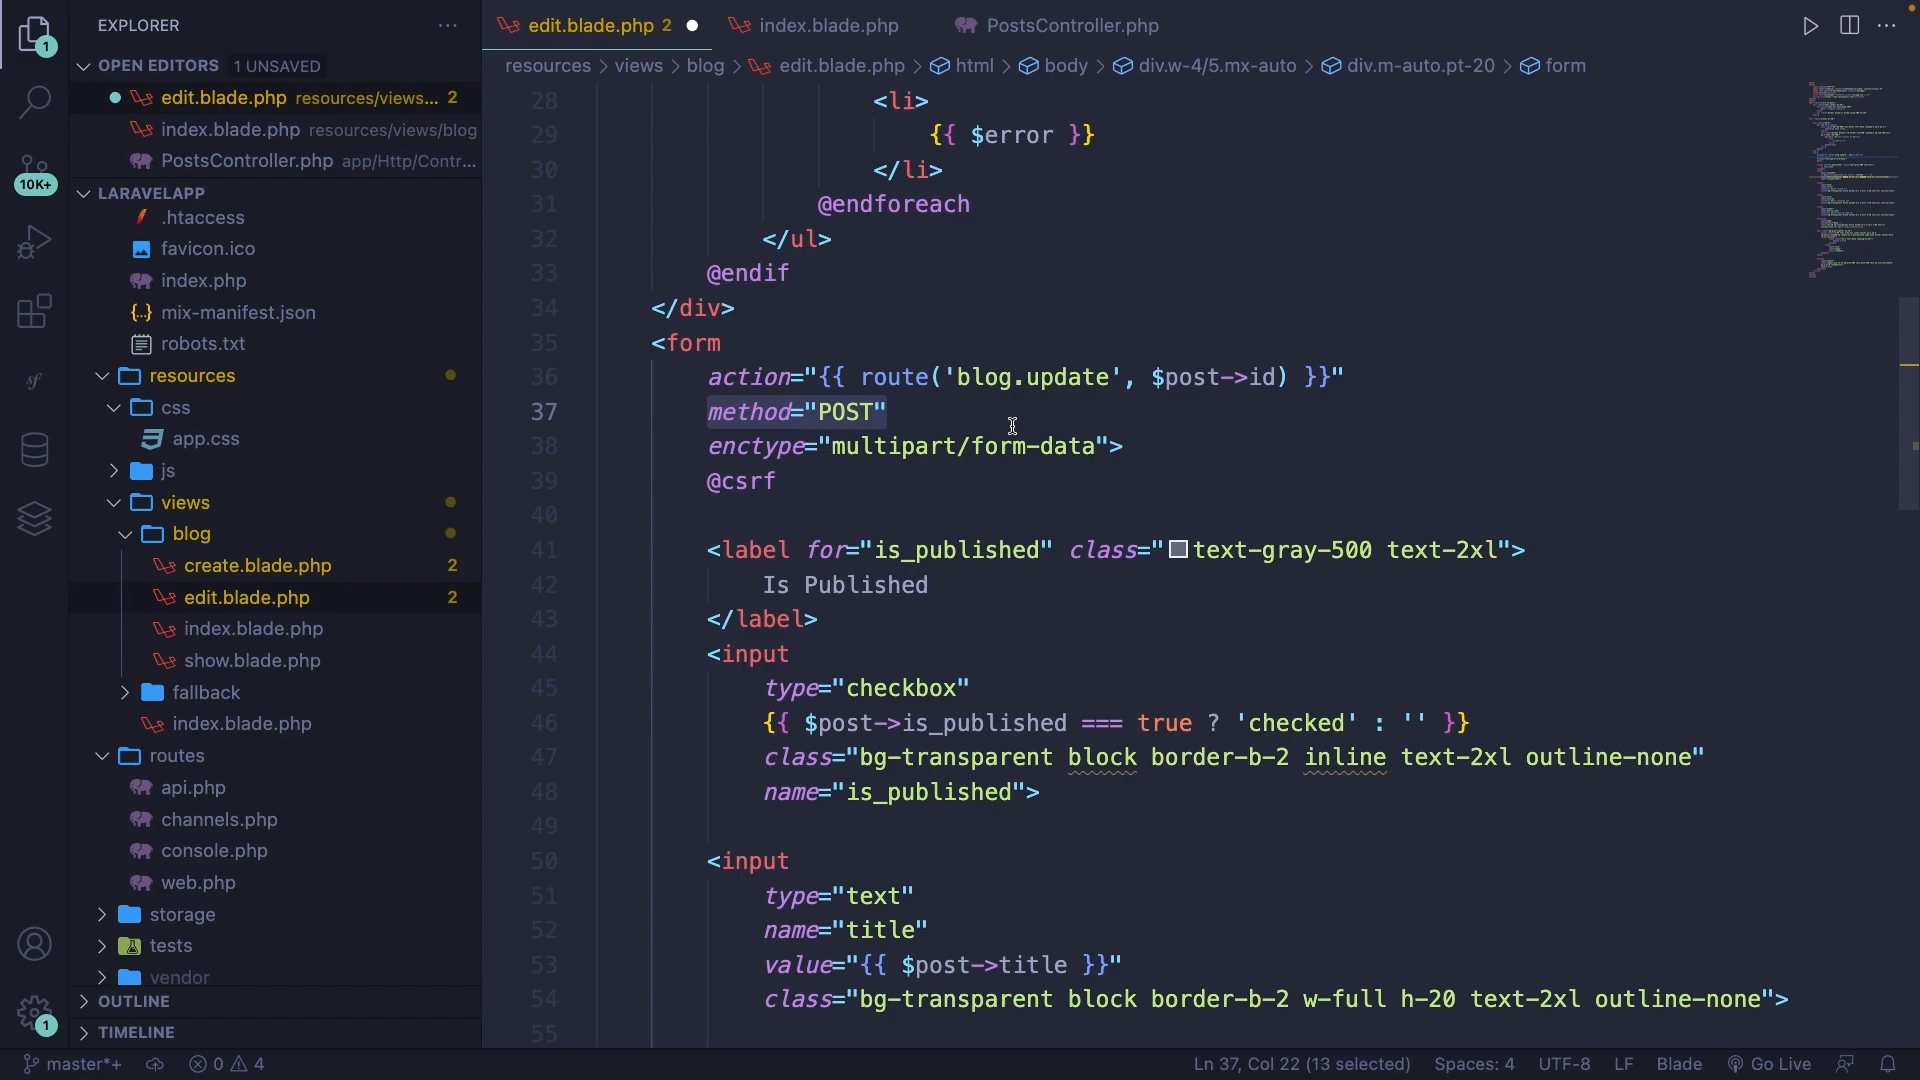 EXPLORER
OPEN EDITORS 1 UNSAVED
edit.blade.php resources/views... 2
index.blade.php resources/views/blog
PostsController.php app/Http/Contr...
LARAVELAPP
.htaccess
favicon.ico
index.php
mix-manifest.json
robots.txt
resources
css
app.css
js
views
blog
create.blade.php 2
edit.blade.php 2
index.blade.php
show.blade.php
fallback
index.blade.php
routes
api.php
channels.php
console.php
web.php
storage
tests
vendor
OUTLINE
TIMELINE
1
10K+
1
edit.blade.php 2 index.blade.php PostsController.php
resources > views > blog > edit.blade.php > html > body > div.w-4/5.mx-auto > div.m-auto.pt-20 > form
28 <li>
29 {{ $error }}
30 </li>
31 @endforeach
32 </ul>
33 @endif
34 </div>
35 <form
36 action="{{ route('blog.update', $post->id) }}"
37 method="POST"
38 enctype="multipart/form-data">
39 @csrf
40
41 <label for="is_published" class="text-gray-500 text-2xl">
42 Is Published
43 </label>
44 <input
45 type="checkbox"
46 {{ $post->is_published === true ? 'checked' : '' }}
47 class="bg-transparent block border-b-2 inline text-2xl outline-none"
48 name="is_published">
49
50 <input
51 type="text"
52 name="title"
53 value="{{ $post->title }}"
54 class="bg-transparent block border-b-2 w-full h-20 text-2xl outline-none">
55
master*+ 0 4 Ln 37, Col 22 (13 selected) Spaces: 4 UTF-8 LF Blade Go Live